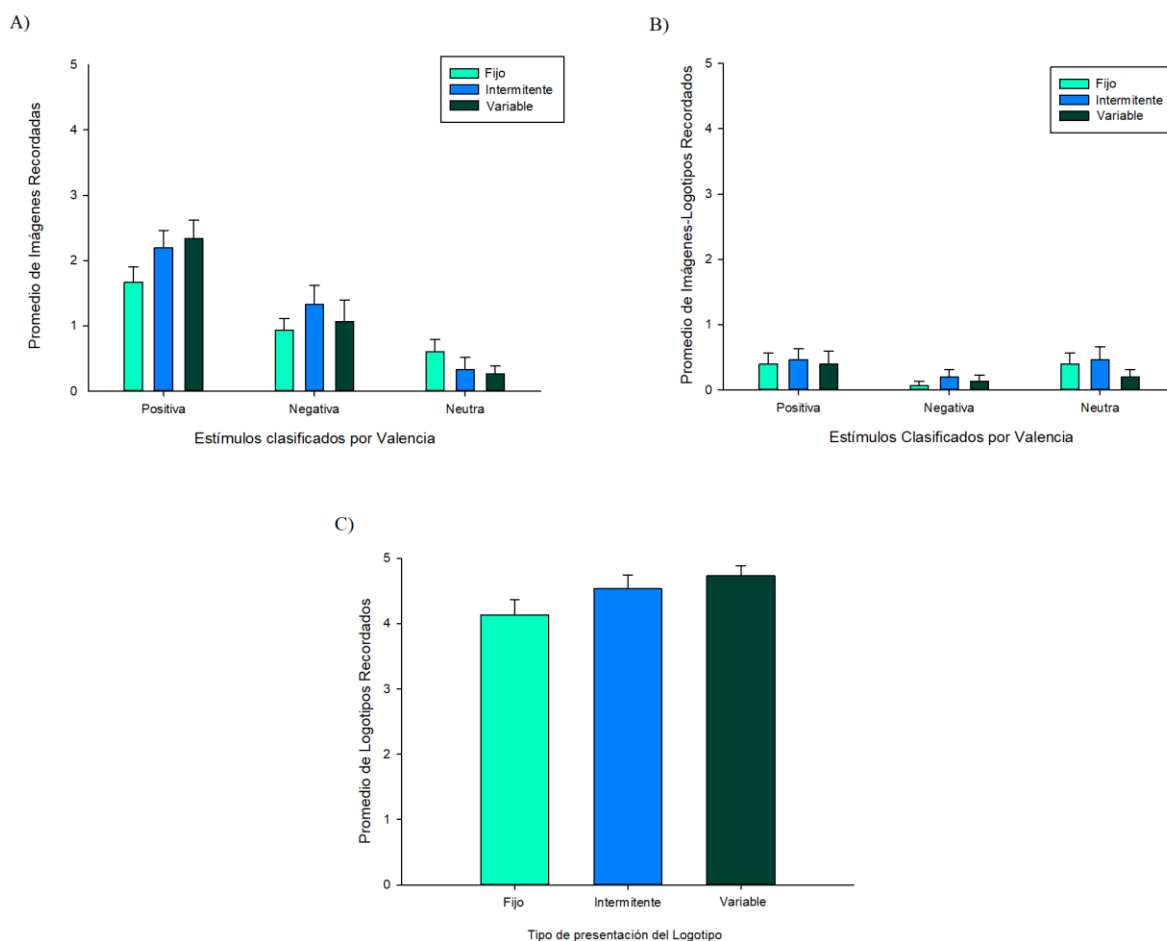 A)
Promedio de Imágenes Recordadas
5
4
3
2
1
0
Fijo
Intermitente
Variable
Positiva
Negativa
Neutra
Estímulos clasificados por Valencia
B)
Promedio de Imágenes-Logotipos Recordados
5
4
3
2
1
0
Fijo
Intermitente
Variable
Positiva
Negativa
Neutra
Estímulos Clasificados por Valencia
C)
Promedio de Logotipos Recordados
5
4
3
2
1
0
Fijo
Intermitente
Variable
Tipo de presentación del Logotipo